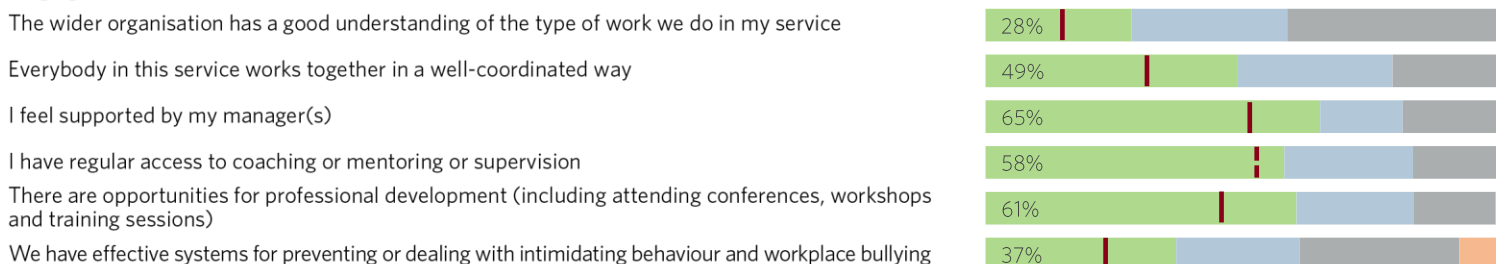 The wider organisation has a good understanding of the type of work we do in my service
28%
Everybody in this service works together in a well-coordinated way
49%
I feel supported by my manager(s)
65%
I have regular access to coaching or mentoring or supervision
58%
There are opportunities for professional development (including attending conferences, workshops
and training sessions)
61%
We have effective systems for preventing or dealing with intimidating behaviour and workplace bullying
37%